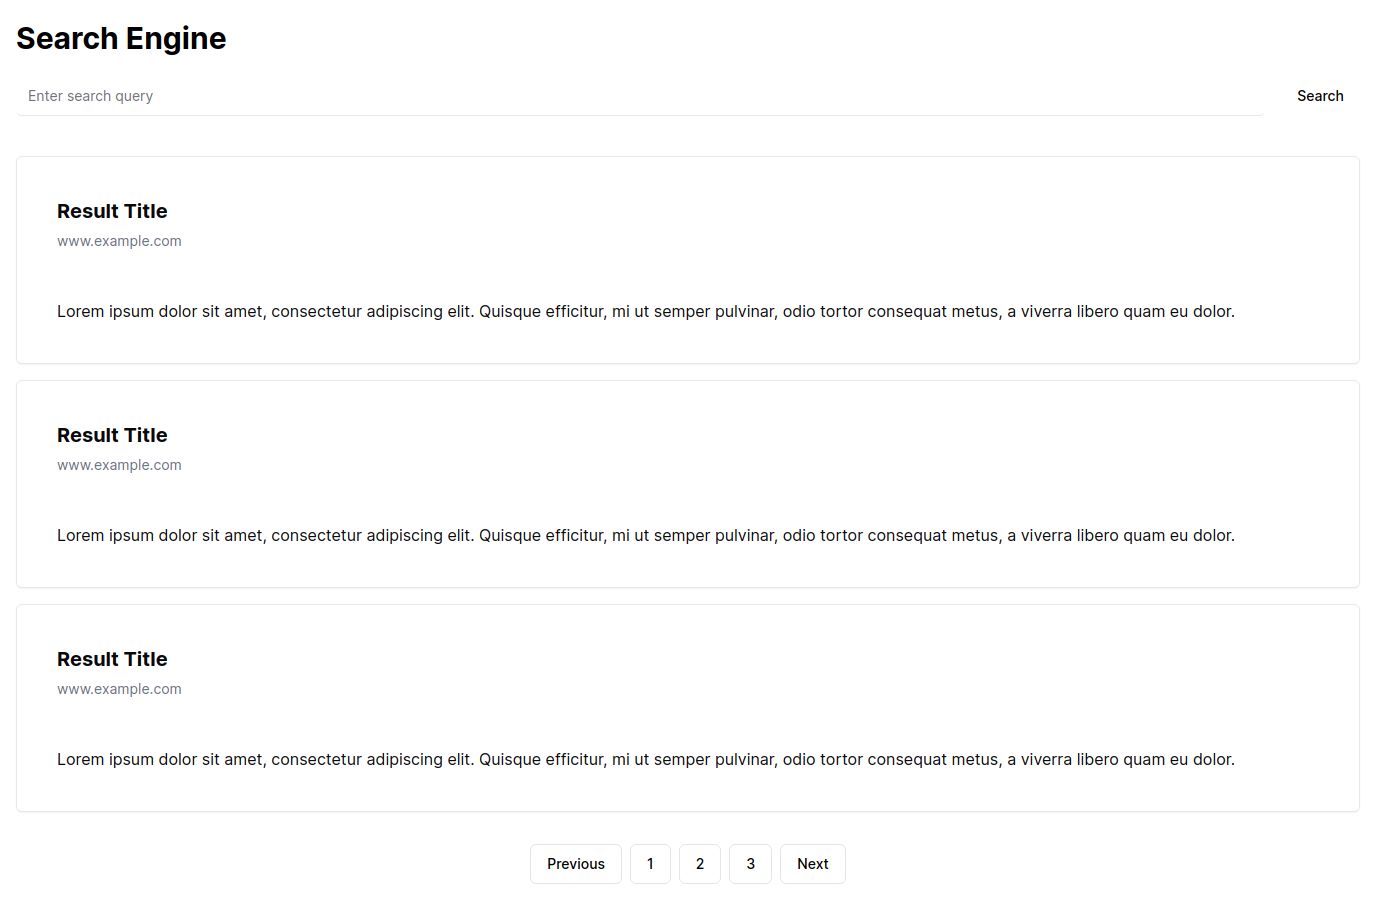 Search Engine
Enter search query
Search
Result Title
www.example.com
Lorem ipsum dolor sit amet, consectetur adipiscing elit. Quisque efficitur, mi ut semper pulvinar, odio tortor consequat metus, a viverra libero quam eu dolor.
Result Title
www.example.com
Lorem ipsum dolor sit amet, consectetur adipiscing elit. Quisque efficitur, mi ut semper pulvinar, odio tortor consequat metus, a viverra libero quam eu dolor.
Result Title
www.example.com
Lorem ipsum dolor sit amet, consectetur adipiscing elit. Quisque efficitur, mi ut semper pulvinar, odio tortor consequat metus, a viverra libero quam eu dolor.
Previous 1 2 3 Next